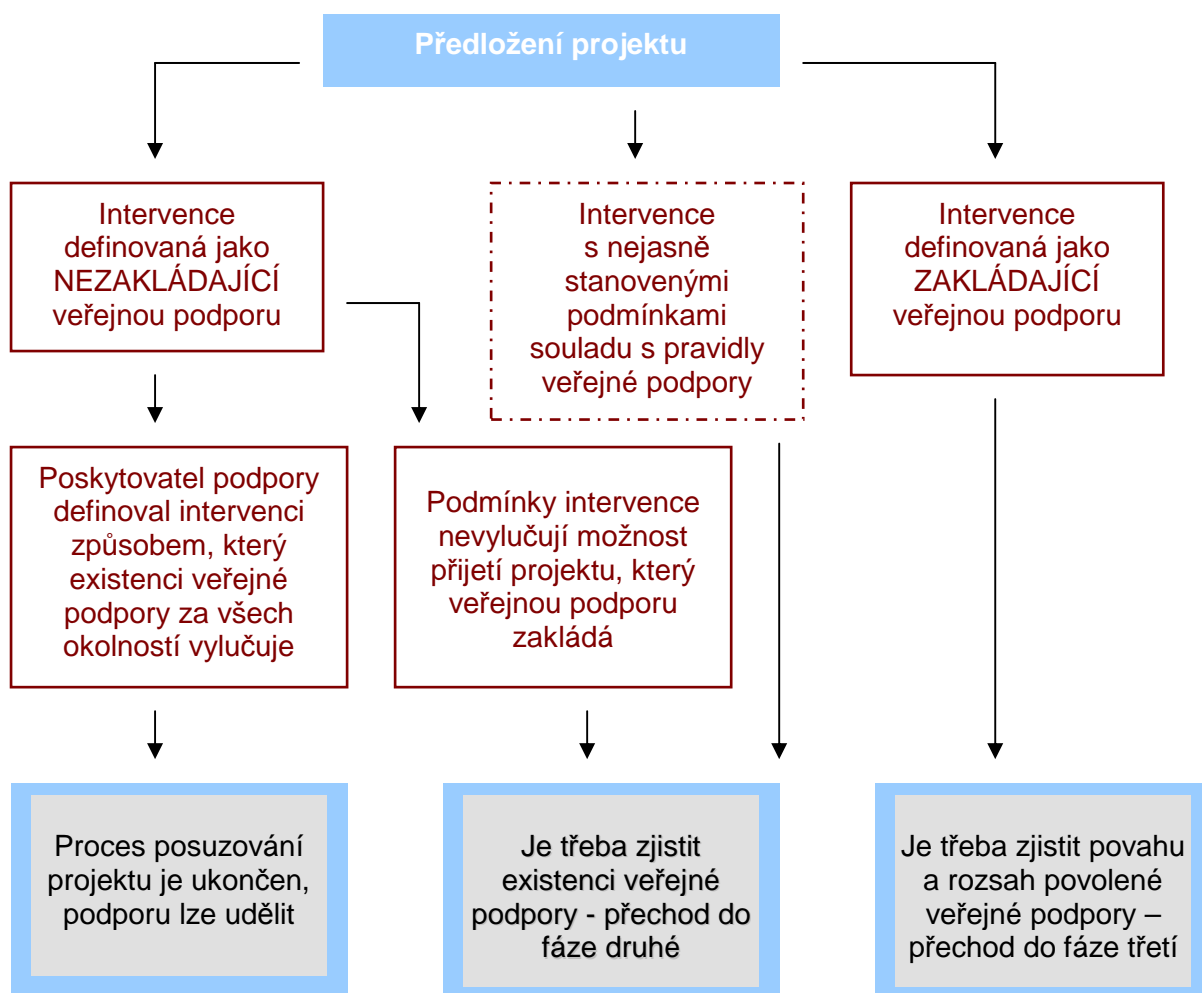 Předložení projektu
Intervence
definovaná jako
NEZAKLÁDAJÍCÍ
veřejnou podporu
Intervence
s nejasně
stanovenými
podmínkami
souladu s pravidly
veřejné podpory
Intervence
definovaná jako
ZAKLÁDAJÍCÍ
veřejnou podporu
Poskytovatel podpory
definoval intervenci
způsobem, který
existenci veřejné
podpory za všech
okolností vylučuje
Podmínky intervence
nevylučují možnost
přijetí projektu, který
veřejnou podporu
zakládá
Proces posuzování
projektu je ukončen,
podporu lze udělit
Je třeba zjistit
existenci veřejné
podpory - přechod do
fáze druhé
Je třeba zjistit povahu
a rozsah povolené
veřejné podpory –
přechod do fáze třetí